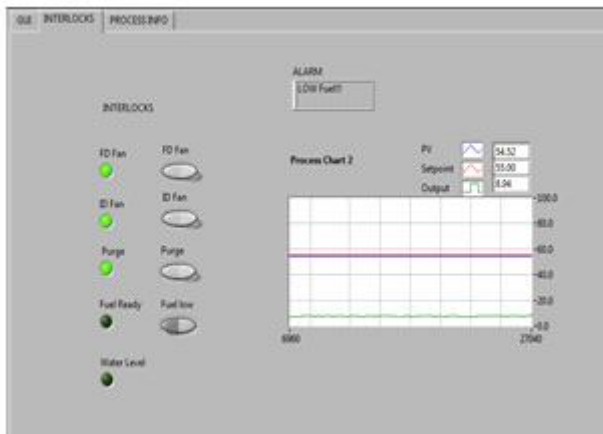 GUI INTERLOCKS PROCESS INFO
ALARM
LOW Fuel!!
INTERLOCKS
FD Fan FD Fan
ID Fan ID Fan
Purge Purge
Fuel Ready Fuel low
Water Level
Process Chart 2
PV 54.52
Setpoint 55.00
Output 8.94
100.0
80.0
60.0
40.0
20.0
0.0
6960 27040